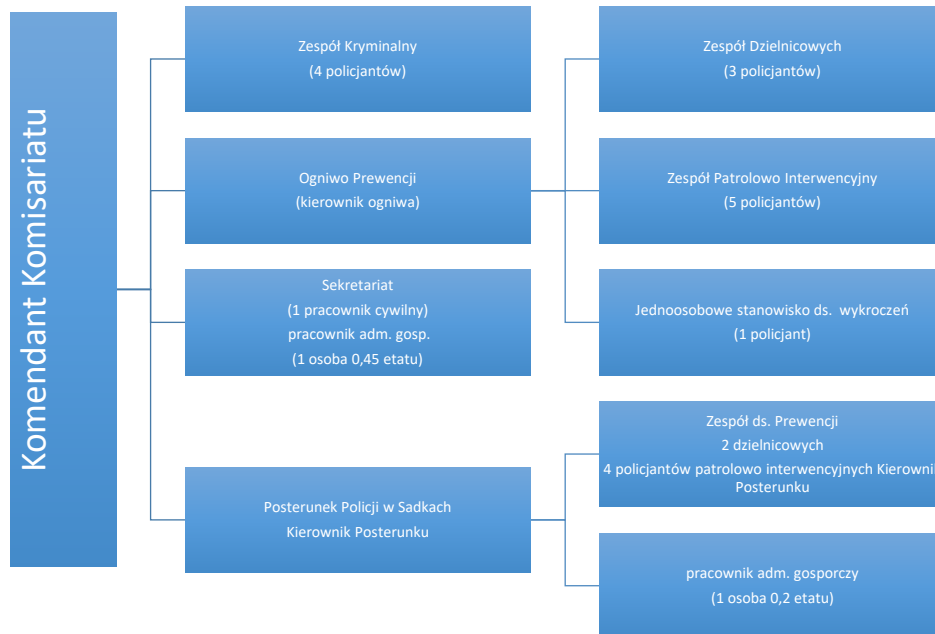 Komendant Komisariatu
Zespół Kryminalny
(4 policjantów)
Ogniwo Prewencji
(kierownik ogniwa)
Zespół Dzielnicowych
(3 policjantów)
Zespół Patrolowo Interwencyjny
(5 policjantów)
Jednoosobowe stanowisko ds. wykroczeń
(1 policjant)
Sekretariat
(1 pracownik cywilny)
pracownik adm. gosp.
(1 osoba 0,45 etatu)
Posterunek Policji w Sadkach
Kierownik Posterunku
Zespół ds. Prewencji
2 dzielnicowych
4 policjantów patrolowo interwencyjnych Kierownik
Posterunku
pracownik adm. gosporczy
(1 osoba 0,2 etatu)